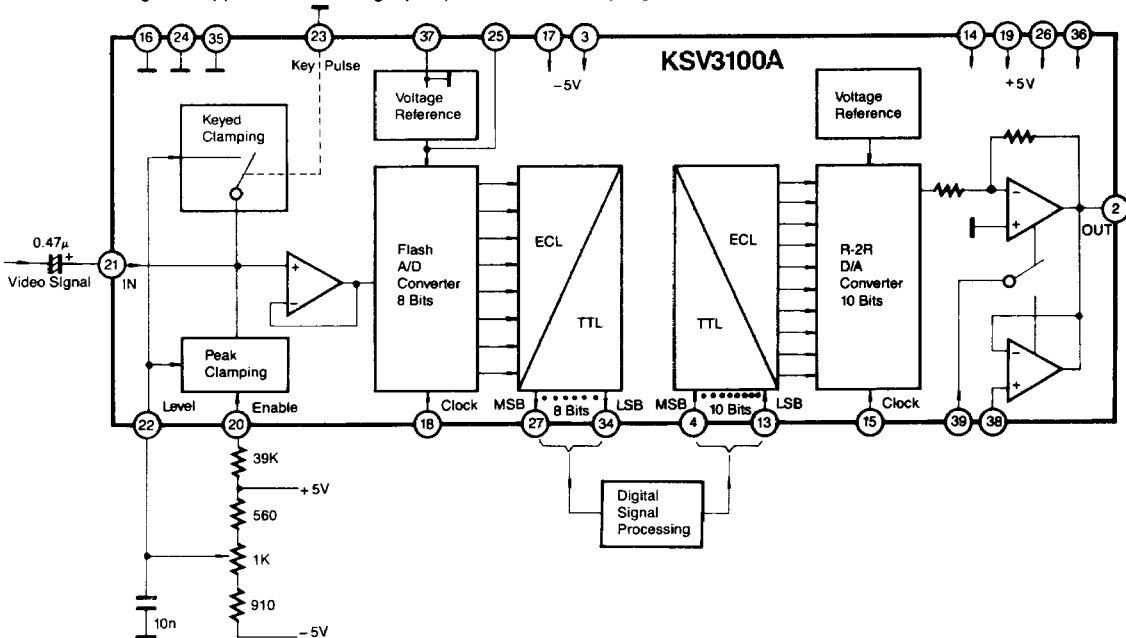 16 24 35 23 37 25 17 3 14 19 26 36
Key Pulse
-5V
KSV3100A
+5V
Keyed
Clamping
Voltage
Reference
Voltage
Reference
0.47μ
+
Video Signal
21
IN
+
-
Flash
A/D
Converter
8 Bits
ECL
TTL
ECL
TTL
R-2R
D/A
Converter
10 Bits
-
+
2
OUT
-
+
Peak
Clamping
Level
Enable
Clock
MSB
8 Bits
LSB
MSB
10 Bits
LSB
Clock
22 20 18 27 34 4 13 15 39 38
39K
+5V
560
1K
910
-5V
10n
Digital
Signal
Processing